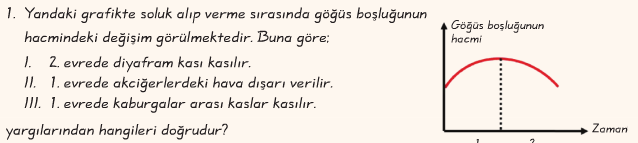 1. Yandaki grafikte soluk alıp verme sırasında göğüs boşluğunun
hacmindeki değişim görülmektedir. Buna göre;
I. 2. evrede diyafram kası kasılır.
II. 1. evrede akciğerlerdeki hava dışarı verilir.
III. 1. evrede kaburgalar arası kaslar kasılır.
yargılarından hangileri doğrudur?
Göğüs boşluğunun
hacmi
Zaman
1 2